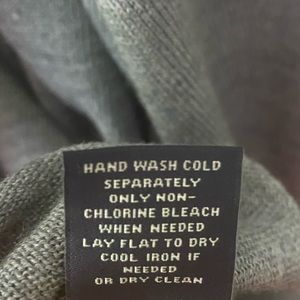 HAND WASH COLD
SEPARATELY
ONLY NON-
CHLORINE BLEACH
WHEN NEEDED
LAY FLAT TO DRY
COOL IRON IF
NEEDED
OR DRY CLEAN